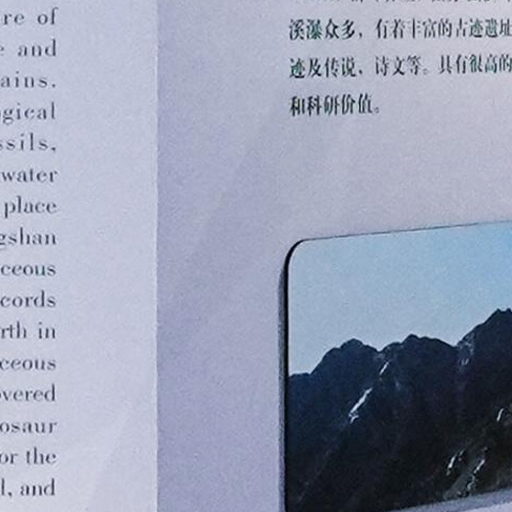 re of
and
ains.
gical
ssils,
water
place
gshan
ceous
cords
rth in
ceous
vered
osaur
or the
l, and
溪瀑众多，有着丰富的古迹遗址
迹及传说、诗文等。具有很高的
和科研价值。